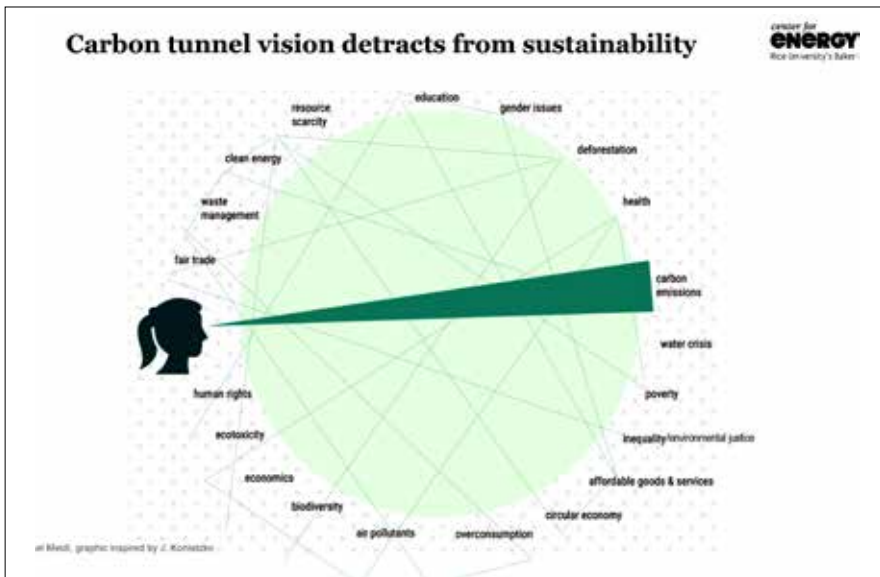 Carbon tunnel vision detracts from sustainability
center for
ENERGY
Rice University's Baker
education
resource
scarcity
gender issues
clean energy
deforestation
waste
management
health
fair trade
carbon
emissions
water crisis
human rights
poverty
ecotoxicity
inequality/environmental justice
economics
affordable goods & services
biodiversity
circular economy
air pollutants
overconsumption
graphic inspired by J. Konietzko